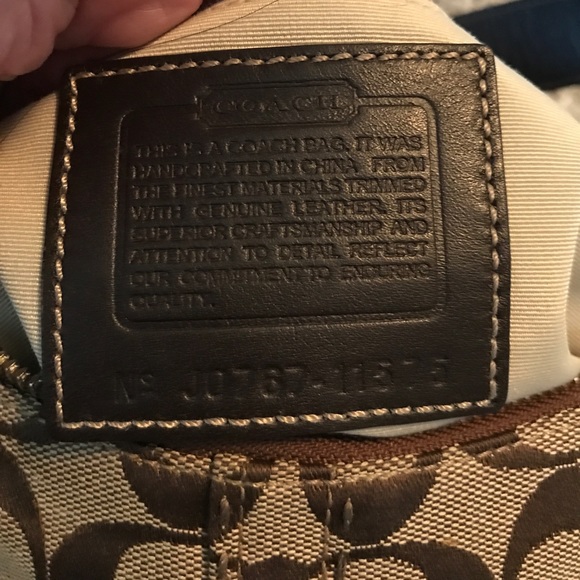 COACH
THIS IS A COACH BAG. IT WAS
HANDCRAFTED IN CHINA FROM
THE FINEST MATERIALS TRIMMED
WITH GENUINE LEATHER. ITS
SUPERIOR CRAFTSMANSHIP AND
ATTENTION TO DETAIL REFLECT
OUR COMMITMENT TO ENDURING
QUALITY.
Nº J0767-11575